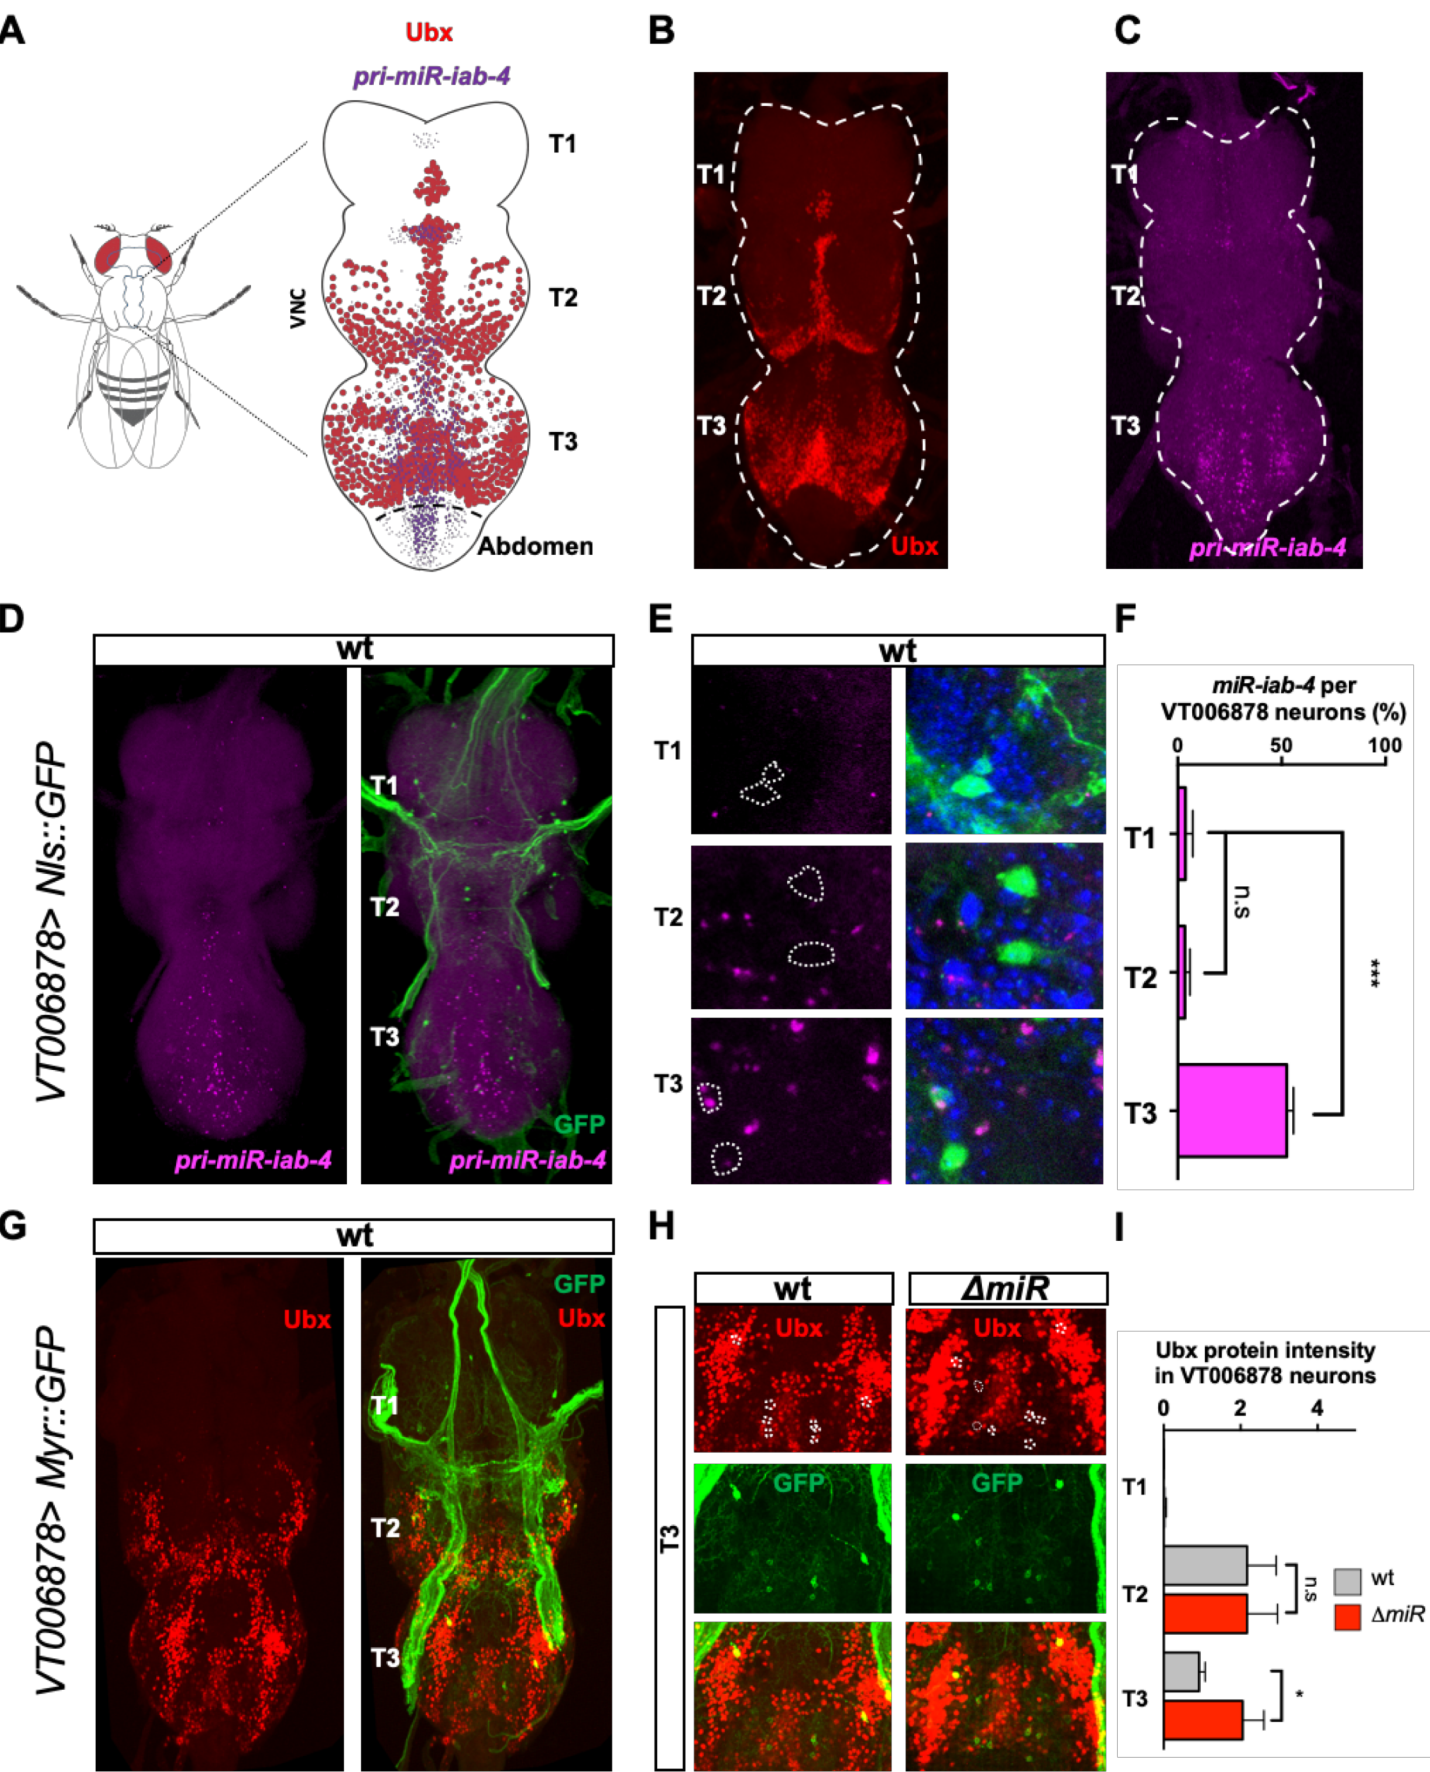 A
Ubx
pri-miR-iab-4
T1
T2
T3
VNC
Abdomen
B
T1
T2
T3
Ubx
C
T1
T2
T3
pri-miR-iab-4
D
VT006878> Nls::GFP
wt
T1
T2
T3
GFP
pri-miR-iab-4
pri-miR-iab-4
E
wt
T1
T2
T3
F
miR-iab-4 per
VT006878 neurons (%)
0 50 100
T1
T2
T3
n.s
***
G
VT006878> Myr::GFP
wt
Ubx
GFP
Ubx
T1
T2
T3
H
wt
ΔmiR
T3
Ubx
Ubx
GFP
GFP
I
Ubx protein intensity
in VT006878 neurons
0 2 4
T1
T2
T3
n.s
*
wt
ΔmiR